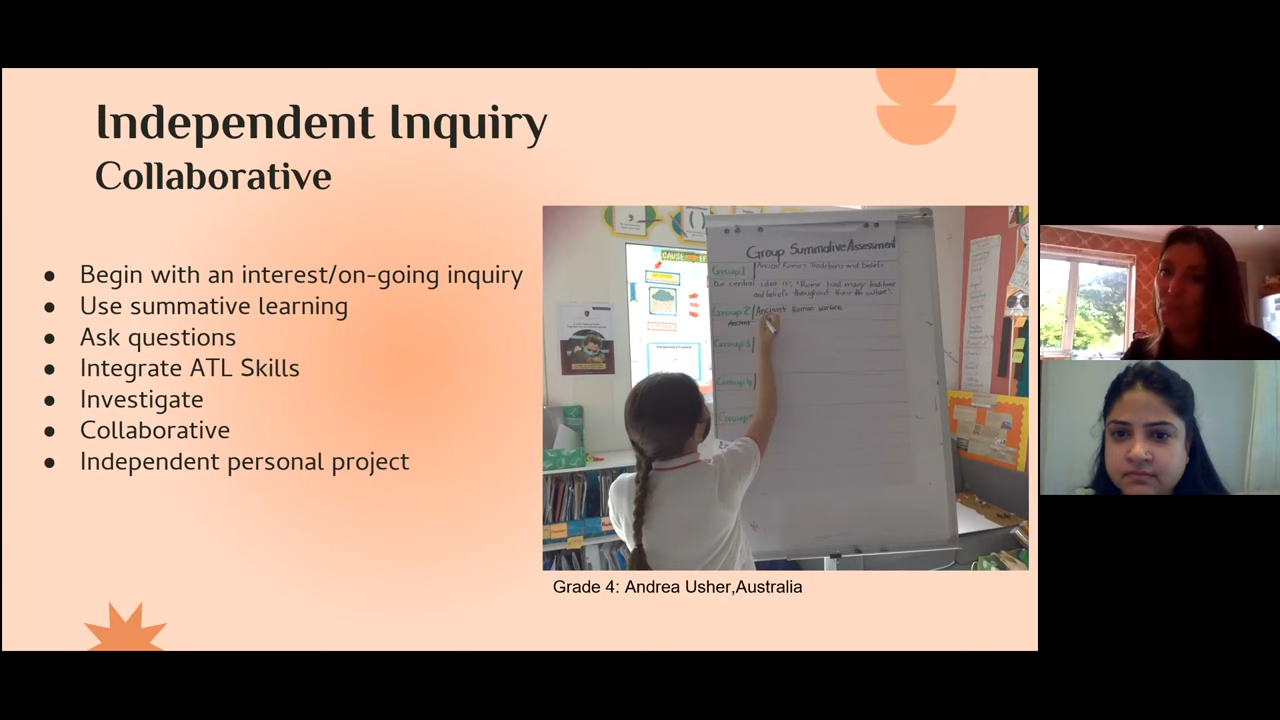 Independent Inquiry
Collaborative
● Begin with an interest/on-going inquiry
● Use summative learning
● Ask questions
● Integrate ATL Skills
● Investigate
● Collaborative
● Independent personal project
CAUSE
Group Summative Assessment
Group 1 Ancient Romes Traditions and beliefs
Our central idea is; "Rome had many traditions
and beliefs throughout their culture".
Group 2 Ancient Roman warfare
Group 3
Group 4
Group
Grade 4: Andrea Usher,Australia